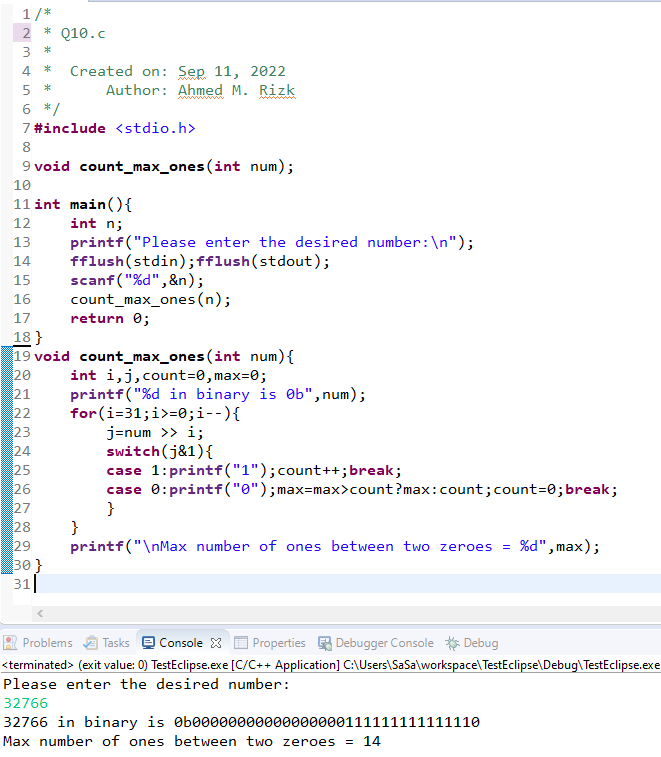 1 /*
2  * Q10.c
3  *
4  *  Created on: Sep 11, 2022
5  *      Author: Ahmed M. Rizk
6  */
7 #include <stdio.h>
8
9 void count_max_ones(int num);
10
11 int main(){
12     int n;
13     printf("Please enter the desired number:\n");
14     fflush(stdin);fflush(stdout);
15     scanf("%d",&n);
16     count_max_ones(n);
17     return 0;
18 }
19 void count_max_ones(int num){
20     int i,j,count=0,max=0;
21     printf("%d in binary is 0b",num);
22     for(i=31;i>=0;i--){
23         j=num >> i;
24         switch(j&1){
25         case 1:printf("1");count++;break;
26         case 0:printf("0");max=max>count?max:count;count=0;break;
27         }
28     }
29     printf("\nMax number of ones between two zeroes = %d",max);
30 }
31
Problems Tasks Console Properties Debugger Console Debug
<terminated> (exit value: 0) TestEclipse.exe [C/C++ Application] C:\Users\SaSa\workspace\TestEclipse\Debug\TestEclipse.exe
Please enter the desired number:
32766
32766 in binary is 0b00000000000000000111111111111110
Max number of ones between two zeroes = 14